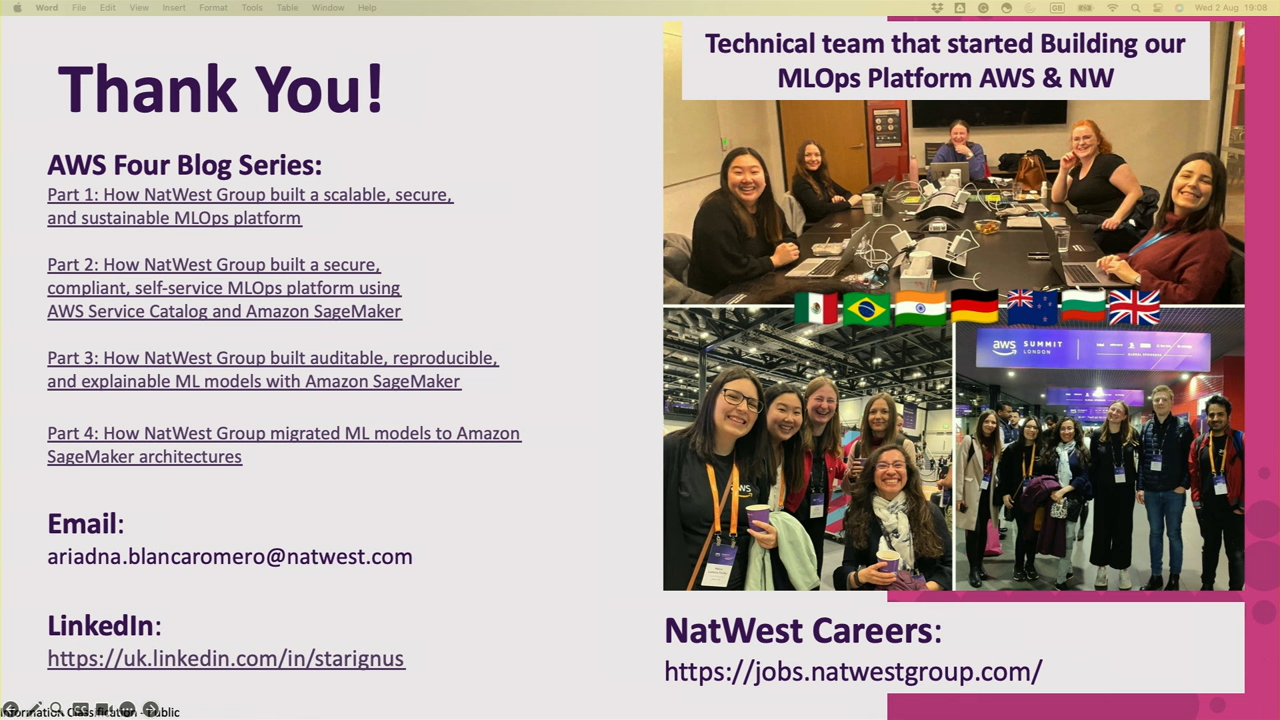 Word File Edit View Insert Format Tools Table Window Help
GB Wed 2 Aug 19:08
Thank You!
AWS Four Blog Series:
Part 1: How NatWest Group built a scalable, secure,
and sustainable MLOps platform
Part 2: How NatWest Group built a secure,
compliant, self-service MLOps platform using
AWS Service Catalog and Amazon SageMaker
Part 3: How NatWest Group built auditable, reproducible,
and explainable ML models with Amazon SageMaker
Part 4: How NatWest Group migrated ML models to Amazon
SageMaker architectures
Email:
ariadna.blancaromero@natwest.com
LinkedIn:
https://uk.linkedin.com/in/starignus
Information Classification - Public
Technical team that started Building our
MLOps Platform AWS & NW
aws SUMMIT
LONDON
aws
NatWest Careers:
https://jobs.natwestgroup.com/